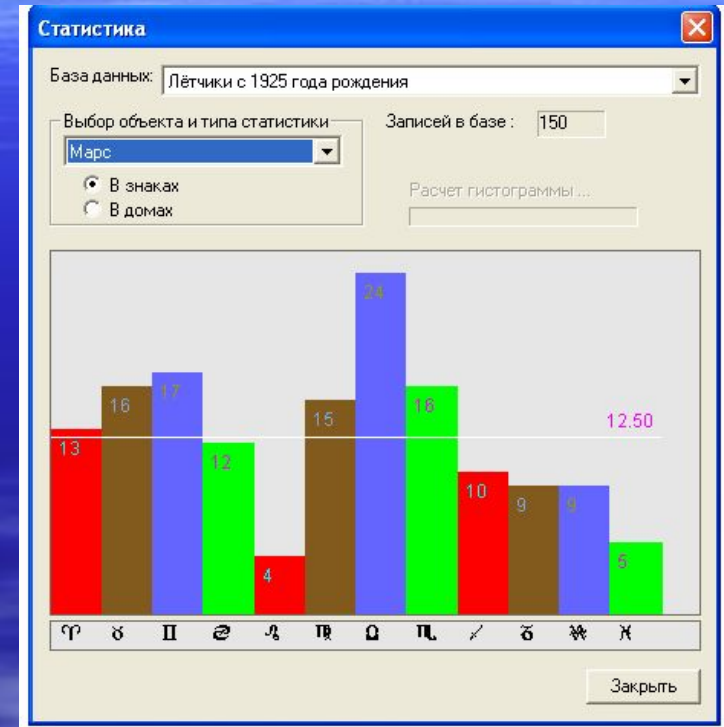 Статистика
База данных: Лётчики с 1925 года рождения
Выбор объекта и типа статистики
Записей в базе : 150
Марс
В знаках
В домах
Расчет гистограммы ...
13 16 17 12 4 15 24 16 10 9 9 5
12.50
♈ ♉ ♊ ♋ ♌ ♍ ♎ ♏ ♐ ♑ ♒ ♓
Закрыть